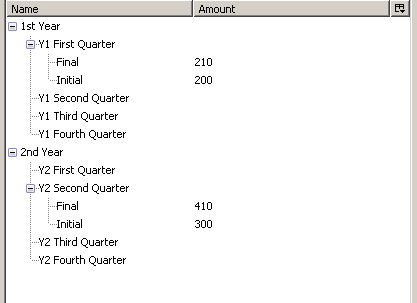 Name Amount
1st Year
Y1 First Quarter
Final 210
Initial 200
Y1 Second Quarter
Y1 Third Quarter
Y1 Fourth Quarter
2nd Year
Y2 First Quarter
Y2 Second Quarter
Final 410
Initial 300
Y2 Third Quarter
Y2 Fourth Quarter